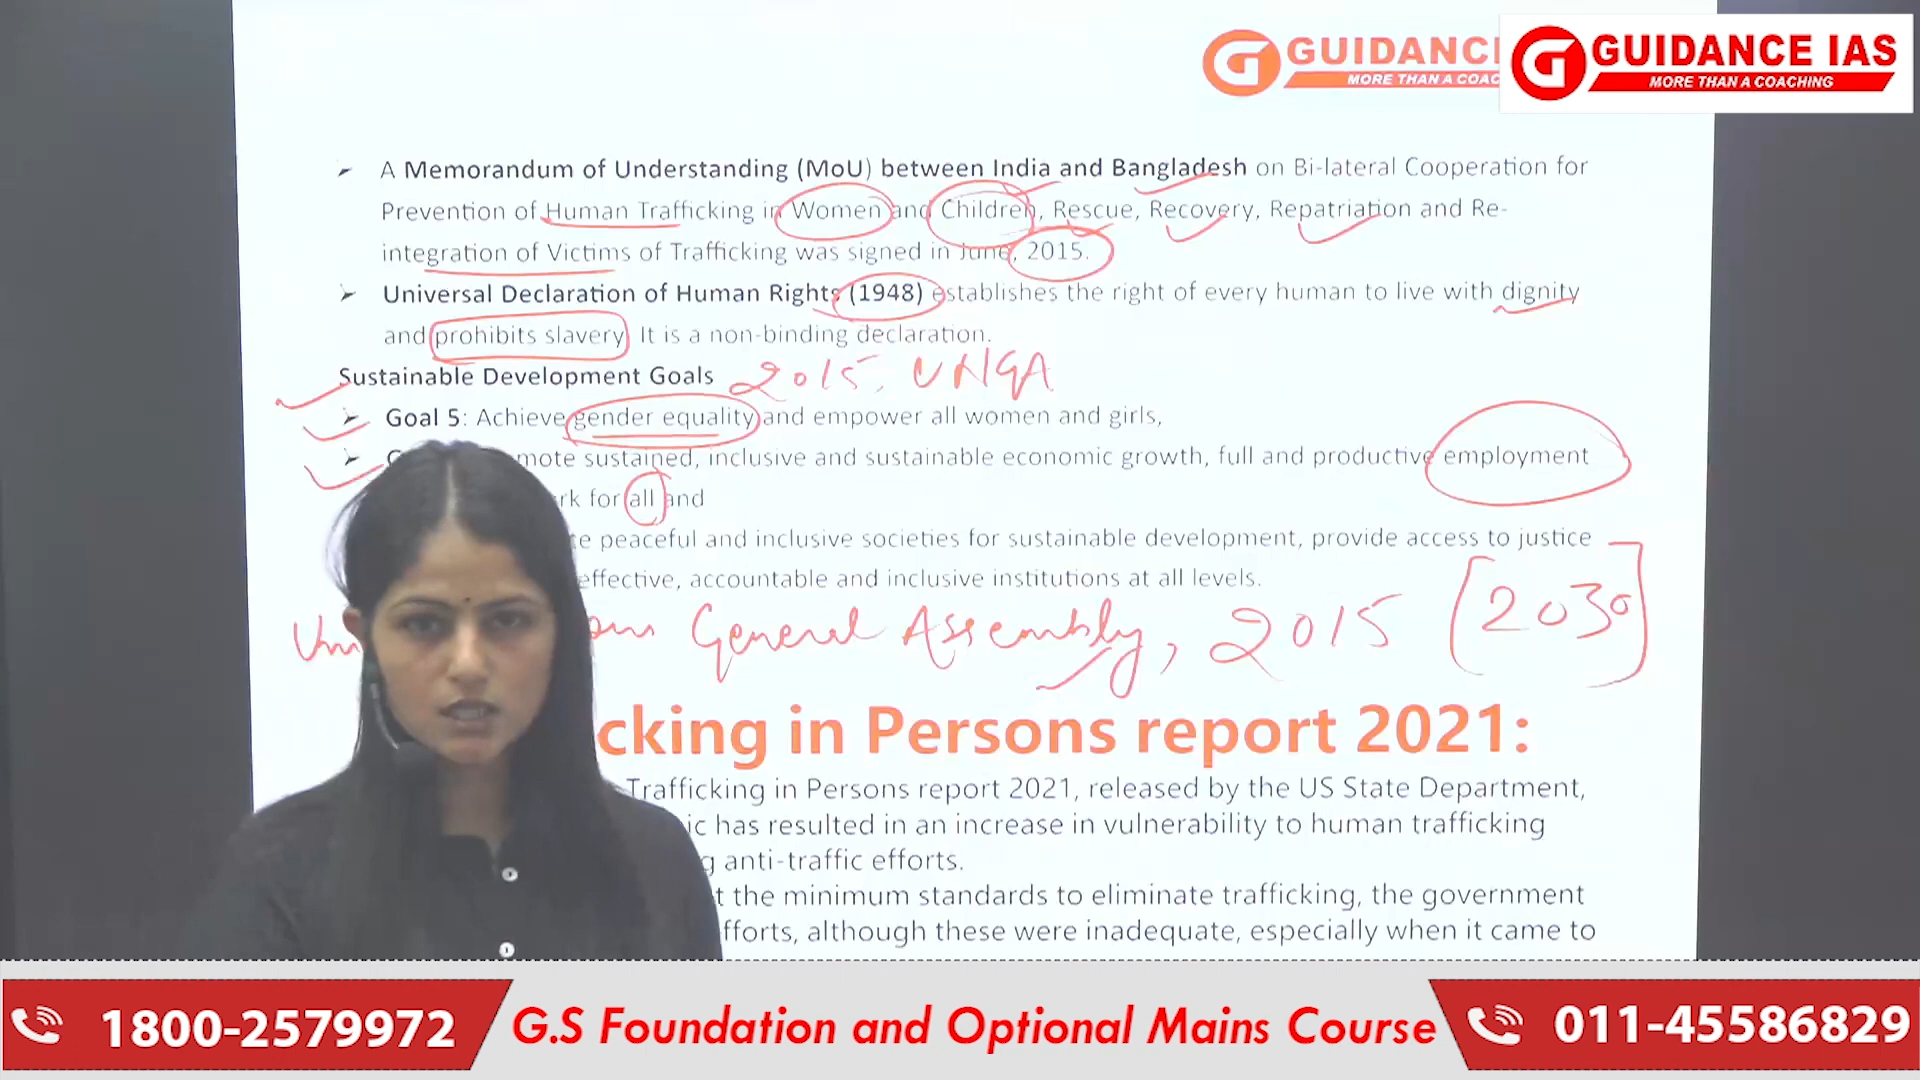 GUIDANCE IAS
MORE THAN A COACHING
GUIDANC
MORE THAN A COAC
➢ A Memorandum of Understanding (MoU) between India and Bangladesh on Bi-lateral Cooperation for
Prevention of Human Trafficking in Women and Children, Rescue, Recovery, Repatriation and Re-
integration of Victims of Trafficking was signed in June, 2015.
➢ Universal Declaration of Human Rights (1948) establishes the right of every human to live with dignity
and prohibits slavery. It is a non-binding declaration.
Sustainable Development Goals 2015, UNGA
➢ Goal 5: Achieve gender equality and empower all women and girls,
➢ mote sustained, inclusive and sustainable economic growth, full and productive employment
rk for all and
te peaceful and inclusive societies for sustainable development, provide access to justice
effective, accountable and inclusive institutions at all levels.
General Assembly, 2015 [2030]
cking in Persons report 2021:
Trafficking in Persons report 2021, released by the US State Department,
ic has resulted in an increase in vulnerability to human trafficking
g anti-traffic efforts.
t the minimum standards to eliminate trafficking, the government
fforts, although these were inadequate, especially when it came to
1800-2579972
G.S Foundation and Optional Mains Course
011-45586829